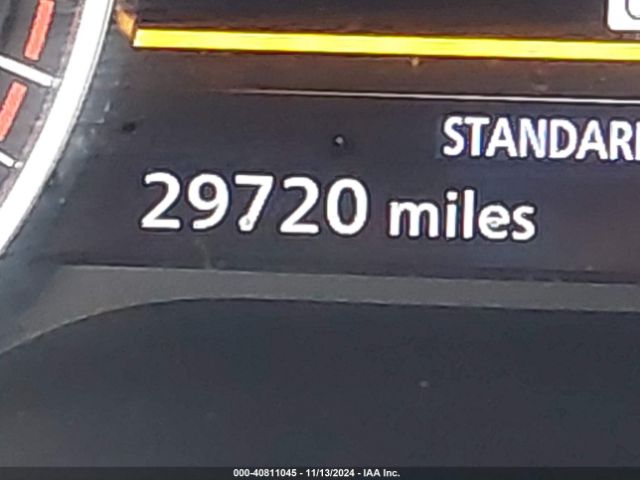 STANDAR
29720 miles
000-40811045 - 11/13/2024 - IAA Inc.